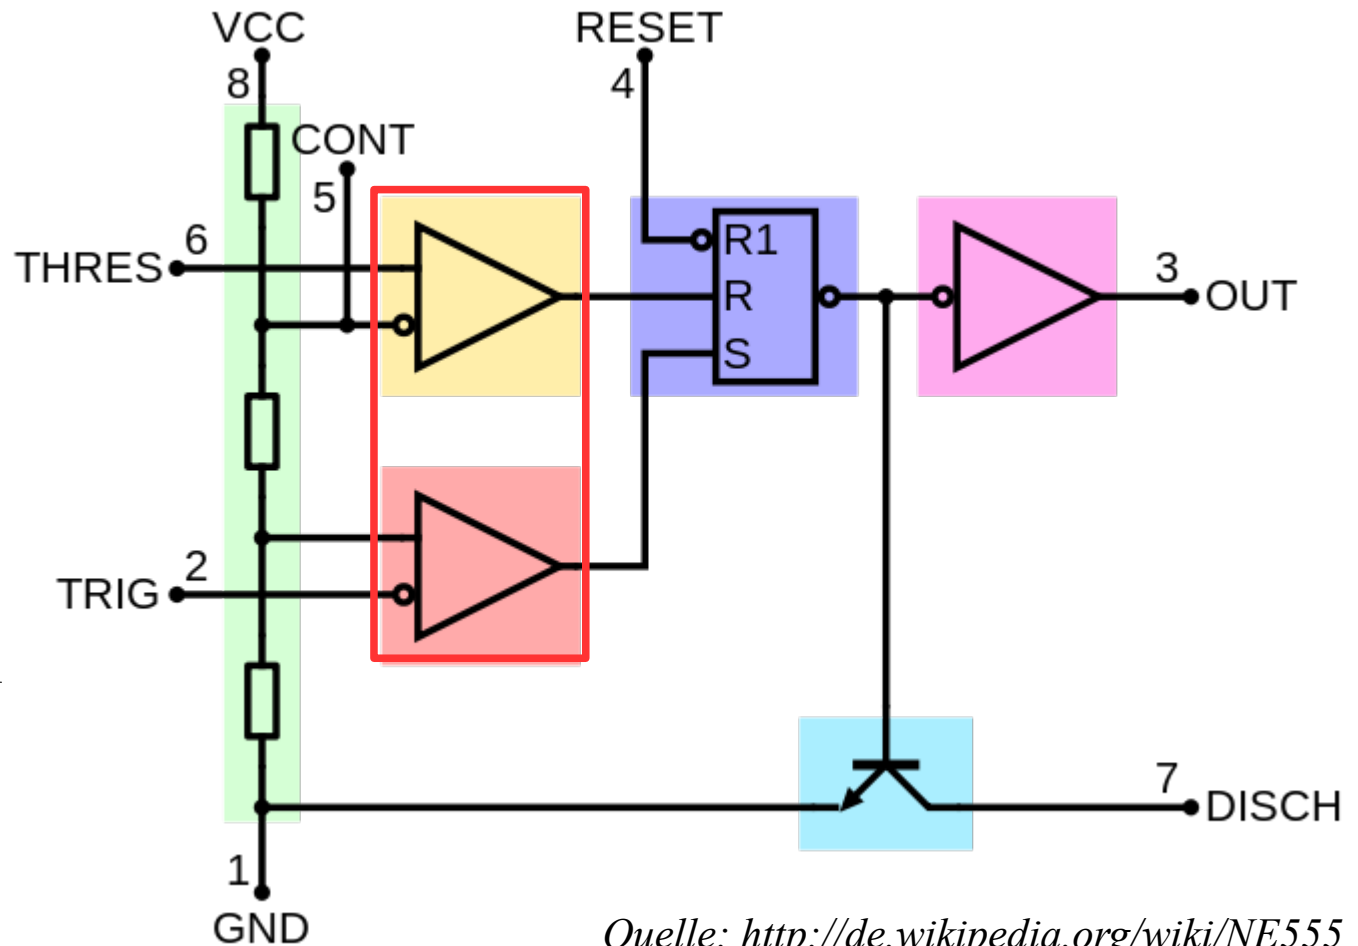 VCC
RESET
8
4
CONT
5
6
THRES
R1
R
S
3
OUT
2
TRIG
7
DISCH
1
GND
Quelle: http://de.wikipedia.org/wiki/NE555